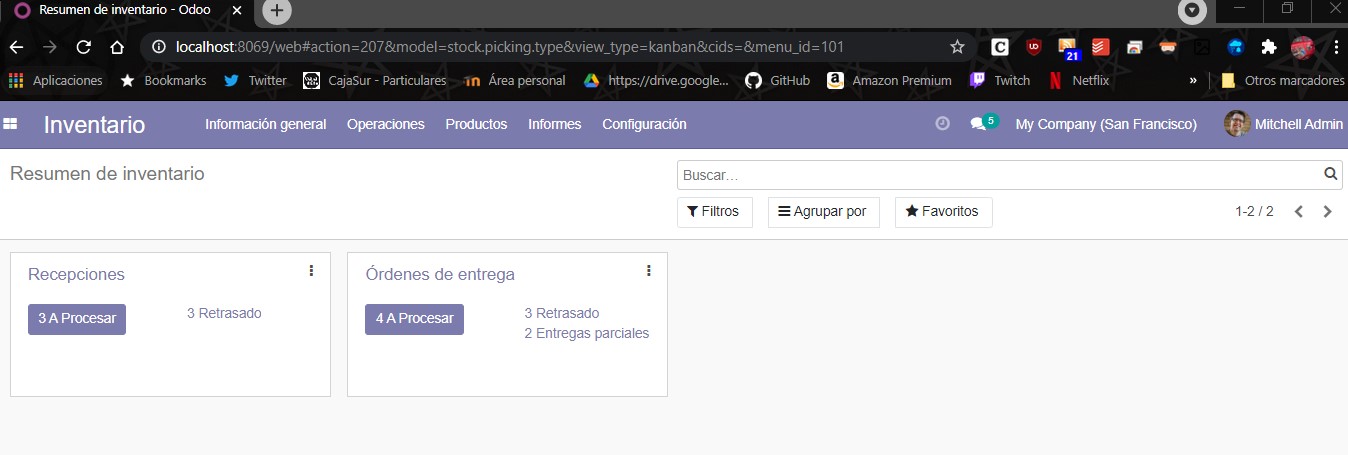 Resumen de inventario - Odoo
localhost:8069/web#action=207&model=stock.picking.type&view_type=kanban&cids=&menu_id=101
21
Aplicaciones Bookmarks Twitter CajaSur - Particulares Área personal https://drive.google... GitHub Amazon Premium Twitch Netflix » Otros marcadores
Inventario Información general Operaciones Productos Informes Configuración 5 My Company (San Francisco) Mitchell Admin
Resumen de inventario
Buscar...
Filtros Agrupar por Favoritos 1-2 / 2
Recepciones
3 A Procesar 3 Retrasado
Órdenes de entrega
4 A Procesar 3 Retrasado
2 Entregas parciales